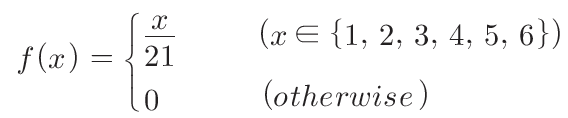 f(x) = { x/21 (x ∈ {1, 2, 3, 4, 5, 6})
0 (otherwise)